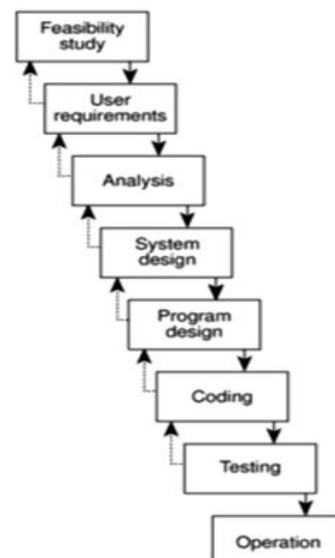 Feasibility
study
User
requirements
Analysis
System
design
Program
design
Coding
Testing
Operation